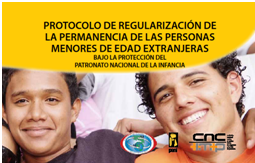 PROTOCOLO DE REGULARIZACIÓN DE
LA PERMANENCIA DE LAS PERSONAS
MENORES DE EDAD EXTRANJERAS
BAJO LA PROTECCIÓN DEL
PATRONATO NACIONAL DE LA INFANCIA
cnc